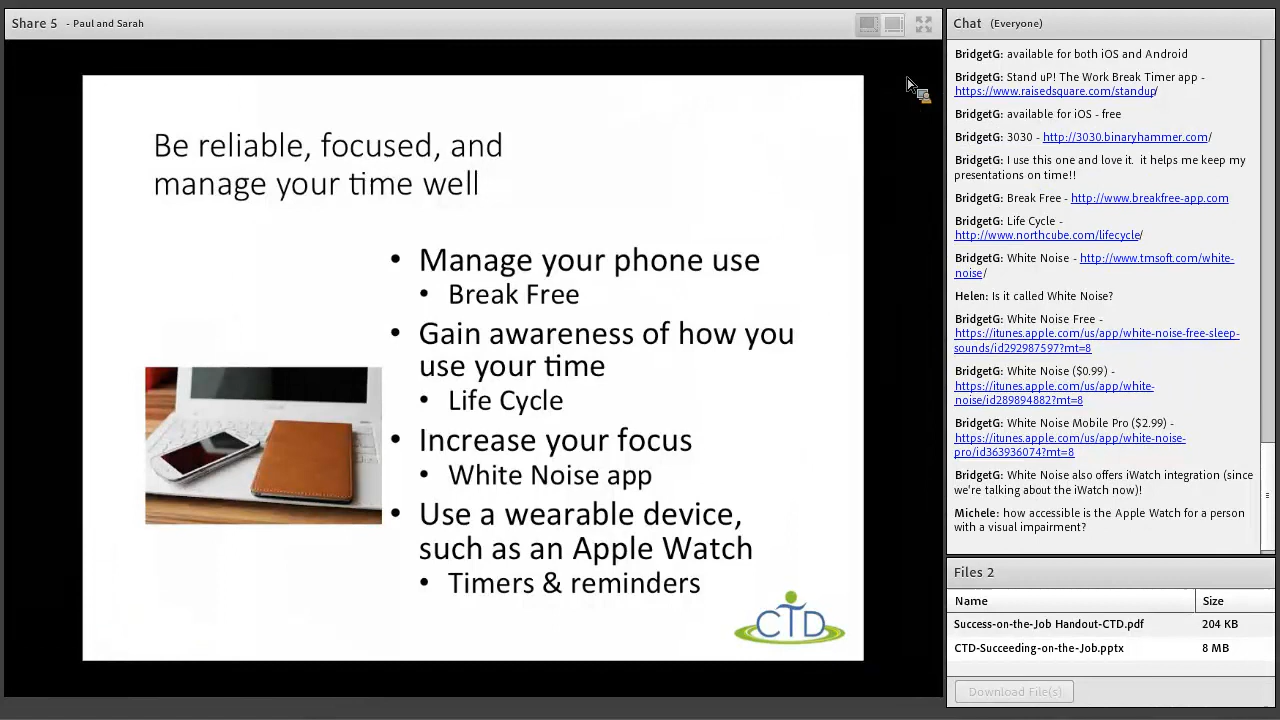 Share 5 - Paul and Sarah
Be reliable, focused, and
manage your time well
• Manage your phone use
• Break Free
• Gain awareness of how you
use your time
• Life Cycle
• Increase your focus
• White Noise app
• Use a wearable device,
such as an Apple Watch
• Timers & reminders
CTD
Chat (Everyone)
BridgetG: available for both iOS and Android
BridgetG: Stand uP! The Work Break Timer app -
https://www.raisedsquare.com/standup/
BridgetG: available for iOS - free
BridgetG: 3030 - http://3030.binaryhammer.com/
BridgetG: I use this one and love it. it helps me keep my
presentations on time!!
BridgetG: Break Free - http://www.breakfree-app.com
BridgetG: Life Cycle -
http://www.northcube.com/lifecycle/
BridgetG: White Noise - http://www.tmsoft.com/white-
noise/
Helen: Is it called White Noise?
BridgetG: White Noise Free -
https://itunes.apple.com/us/app/white-noise-free-sleep-
sounds/id292987597?mt=8
BridgetG: White Noise ($0.99) -
https://itunes.apple.com/us/app/white-
noise/id289894882?mt=8
BridgetG: White Noise Mobile Pro ($2.99) -
https://itunes.apple.com/us/app/white-noise-
pro/id363936074?mt=8
BridgetG: White Noise also offers iWatch integration (since
we're talking about the iWatch now)!
Michele: how accessible is the Apple Watch for a person
with a visual impairment?
Files 2
Name Size
Success-on-the-Job Handout-CTD.pdf 204 KB
CTD-Succeeding-on-the-Job.pptx 8 MB
Download File(s)